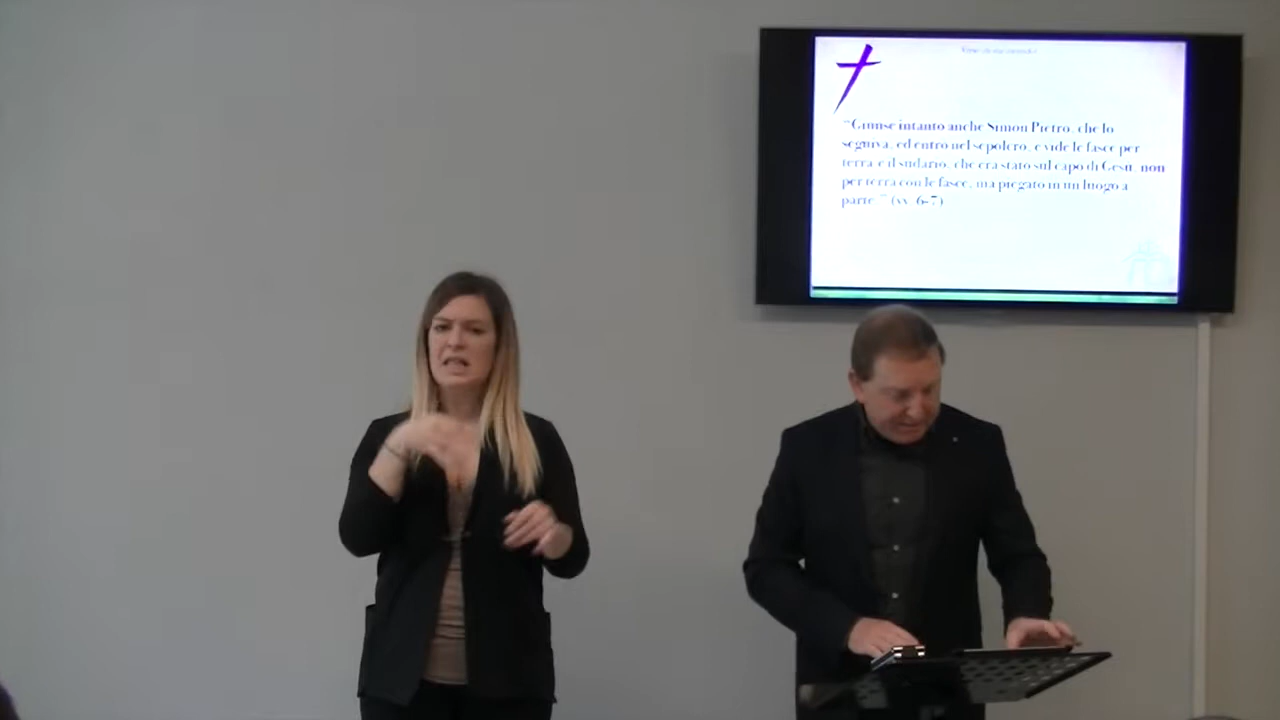 “Giunse intanto anche Simon Pietro, che lo
seguiva, ed entrò nel sepolcro, e vide le fasce per
terra e il sudario, che era stato sul capo di Gesù, non
per terra con le fasce, ma piegato in un luogo a
parte.” (vv. 6-7)